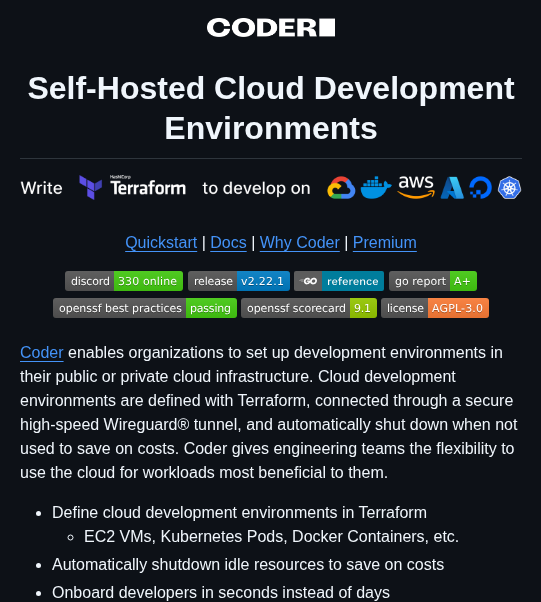 CODER
Self-Hosted Cloud Development
Environments
Write HashiCorp Terraform to develop on aws
Quickstart | Docs | Why Coder | Premium
discord 330 online release v2.22.1 GO reference go report A+
openssf best practices passing openssf scorecard 9.1 license AGPL-3.0
Coder enables organizations to set up development environments in
their public or private cloud infrastructure. Cloud development
environments are defined with Terraform, connected through a secure
high-speed Wireguard® tunnel, and automatically shut down when not
used to save on costs. Coder gives engineering teams the flexibility to
use the cloud for workloads most beneficial to them.
• Define cloud development environments in Terraform
◦ EC2 VMs, Kubernetes Pods, Docker Containers, etc.
• Automatically shutdown idle resources to save on costs
• Onboard developers in seconds instead of days